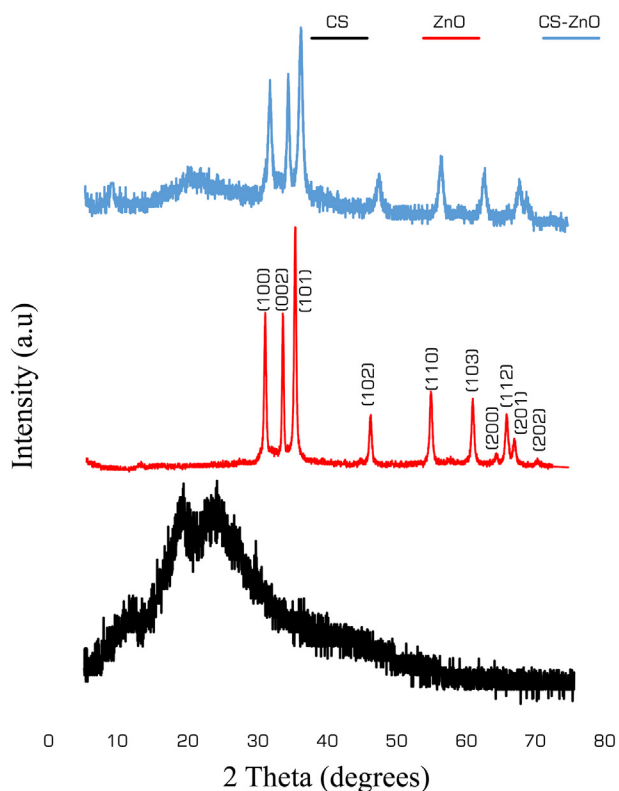 CS ZnO CS-ZnO
(100)
(002)
(101)
(102)
(110)
(103)
(200)
(112)
(201)
(202)
Intensity (a.u)
0 10 20 30 40 50 60 70 80
2 Theta (degrees)